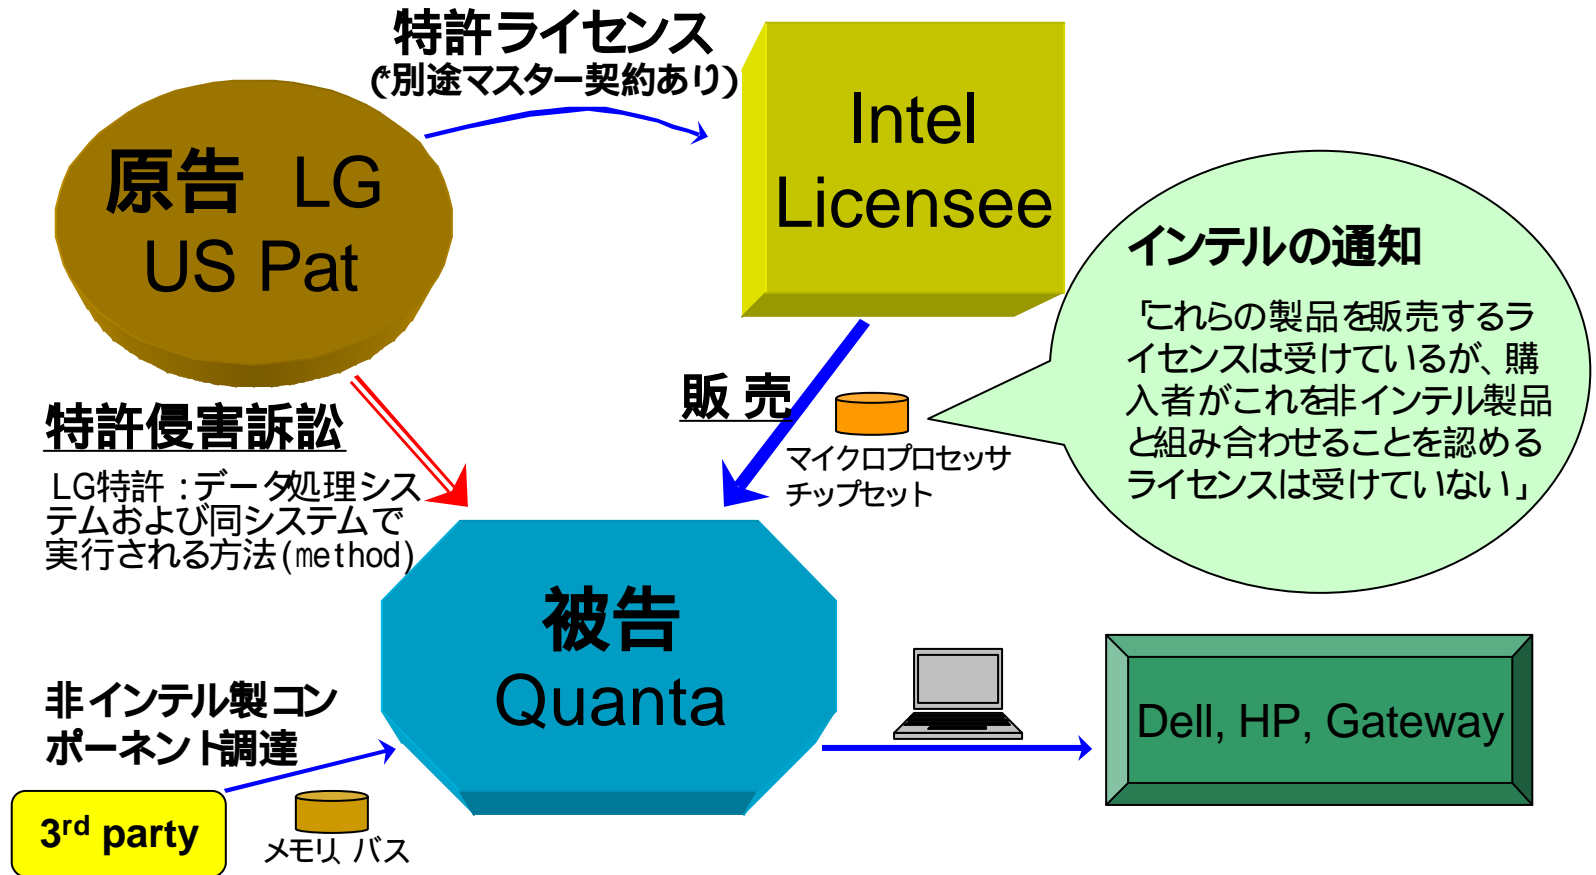 特許ライセンス
(*別途マスター契約あり)
原告 LG
US Pat
Intel
Licensee
インテルの通知
「これらの製品を販売するラ
イセンスは受けているが、購
入者がこれを非インテル製品
と組み合わせることを認める
ライセンスは受けていない」
販 売
マイクロプロセッサ
チップセット
特許侵害訴訟
LG特許：データ処理シス
テムおよび同システムで
実行される方法(method)
被告
Quanta
非インテル製コン
ポーネント調達
3rd party
メモリ、バス
Dell, HP, Gateway